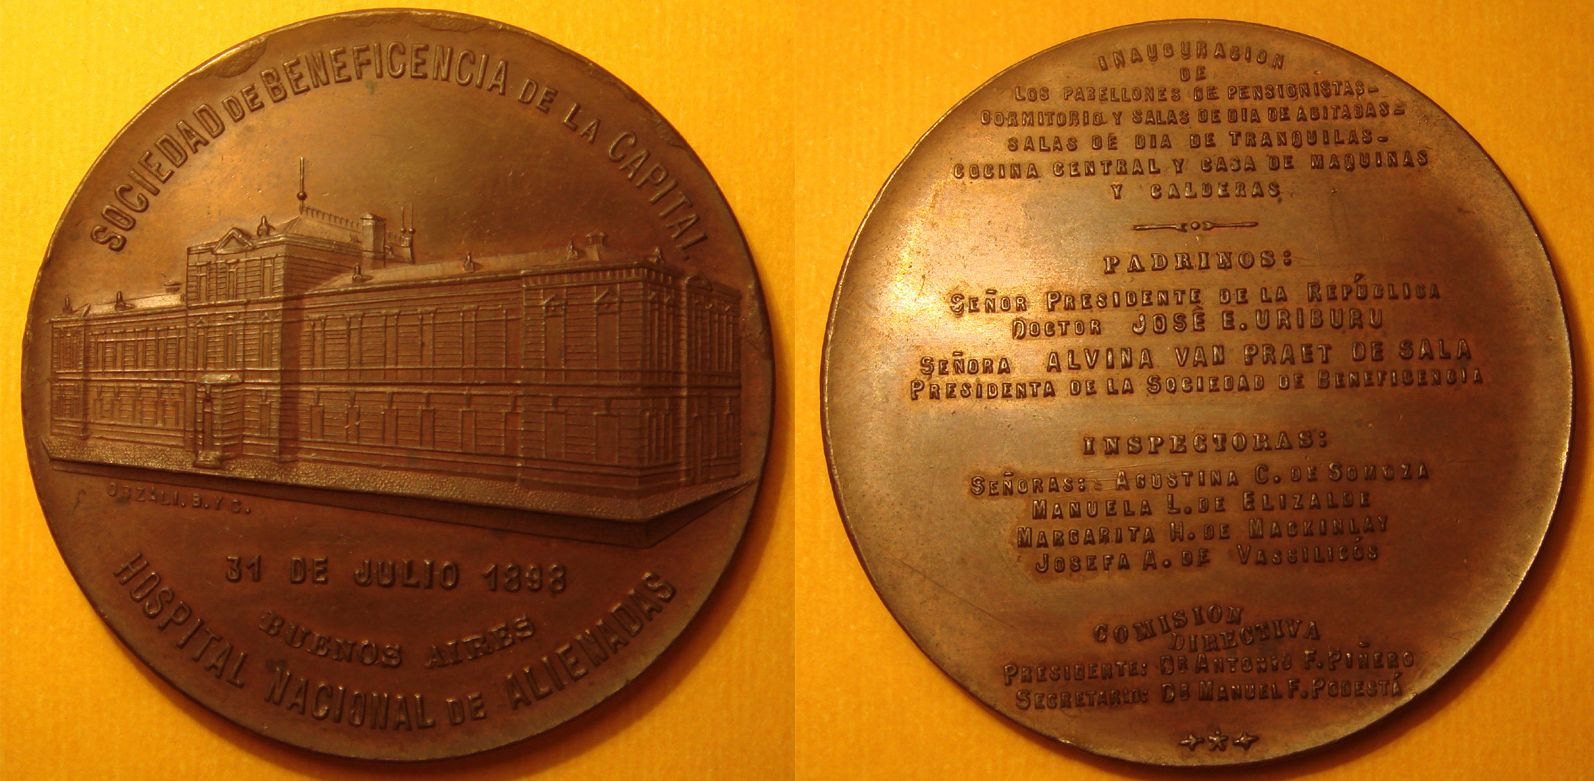 SOCIEDAD DE BENEFICENCIA DE LA CAPITAL
ORZALI. B. Y C.
31 DE JULIO 1898
BUENOS AIRES
HOSPITAL NACIONAL DE ALIENADAS
INAUGURACION
DE
LOS PABELLONES DE PENSIONISTAS-
DORMITORIO Y SALAS DE DIA DE AGITADAS-
SALAS DE DIA DE TRANQUILAS-
COCINA CENTRAL Y CASA DE MAQUINAS
Y CALDERAS
PADRINOS:
SEÑOR PRESIDENTE DE LA REPÚBLICA
DOCTOR JOSÈ E. URIBURU
SEÑORA ALVINA VAN PRAET DE SALA
PRESIDENTA DE LA SOCIEDAD DE BENEFICENCIA
INSPECTORAS:
SEÑORAS: AGUSTINA C. DE SOMOZA
MANUELA L. DE ELIZALDE
MARGARITA H. DE MACKINLAY
JOSEFA A. DE VASSILICÓS
COMISION
DIRECTIVA
PRESIDENTE: DR ANTONIO F. PIÑERO
SECRETARIO: DR MANUEL F. PODESTÁ